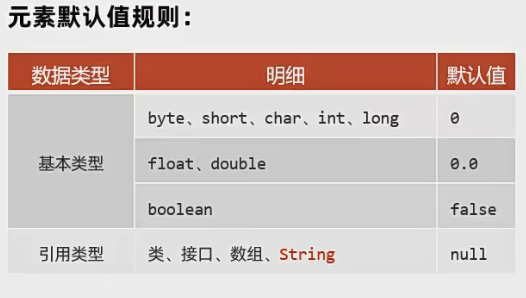 元素默认值规则：
数据类型 明细 默认值
基本类型 byte、short、char、int、long 0
float、double 0.0
boolean false
引用类型 类、接口、数组、String null